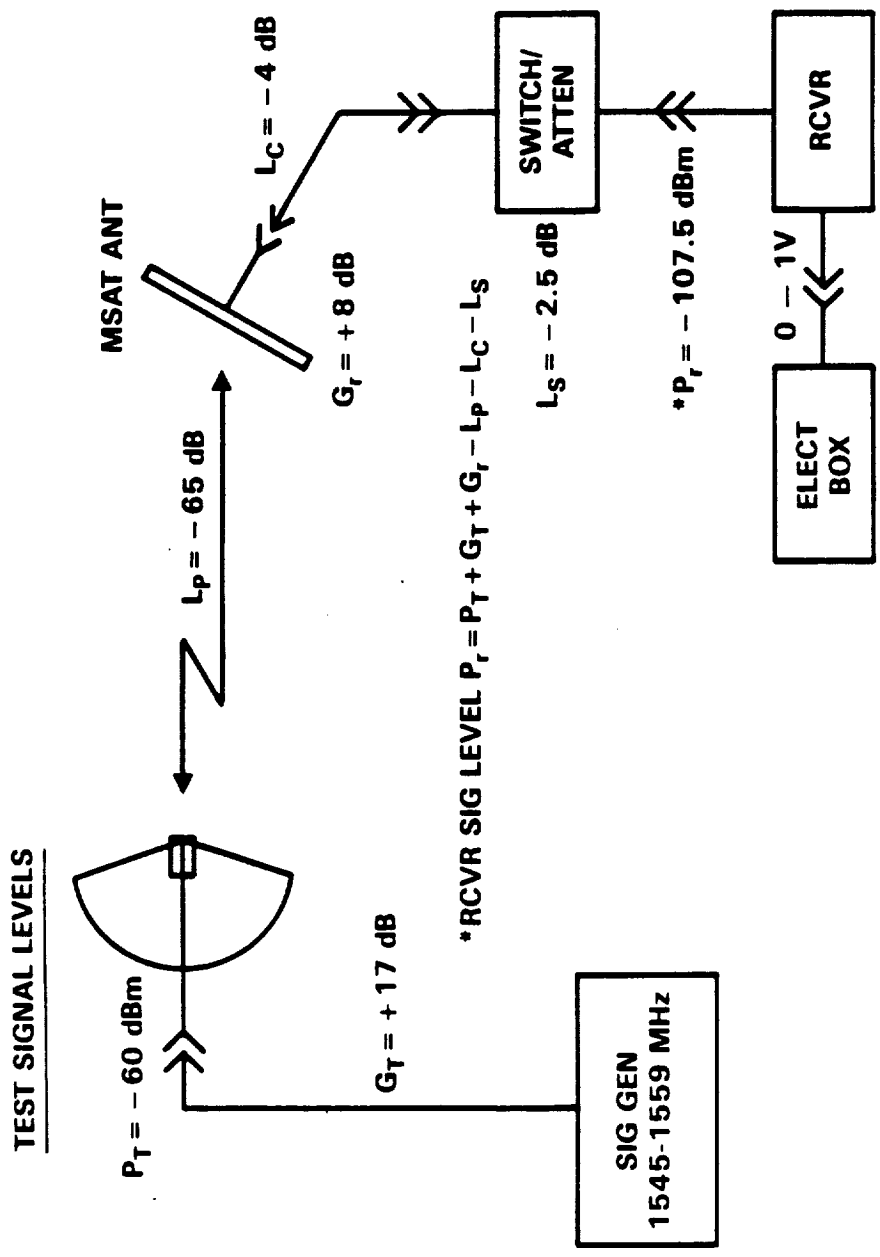 TEST SIGNAL LEVELS
P_T = − 60 dBm
L_P = − 65 dB
MSAT ANT
L_C = − 4 dB
G_r = + 8 dB
G_T = + 17 dB
*RCVR SIG LEVEL P_r = P_T + G_T + G_r − L_P − L_C − L_S
L_S = − 2.5 dB
SWITCH/
ATTEN
*P_r = − 107.5 dBm
SIG GEN
1545-1559 MHz
ELECT
BOX
0 — 1V
RCVR